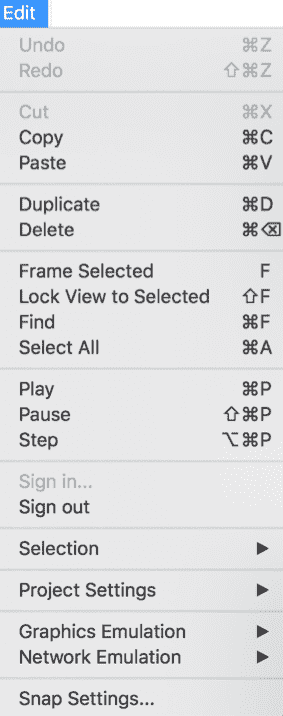 Edit
Undo ⌘Z
Redo ⇧⌘Z
Cut ⌘X
Copy ⌘C
Paste ⌘V
Duplicate ⌘D
Delete ⌘⌫
Frame Selected F
Lock View to Selected ⇧F
Find ⌘F
Select All ⌘A
Play ⌘P
Pause ⇧⌘P
Step ⌥⌘P
Sign in...
Sign out
Selection ▶
Project Settings ▶
Graphics Emulation ▶
Network Emulation ▶
Snap Settings...